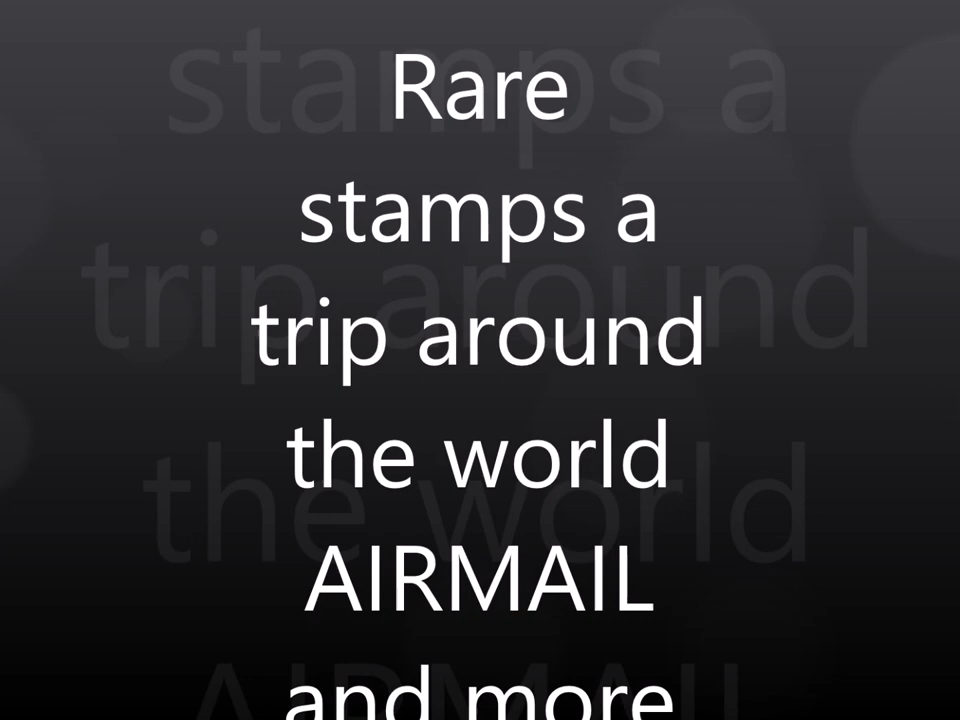 Rare
stamps a
trip around
the world
AIRMAIL
and more